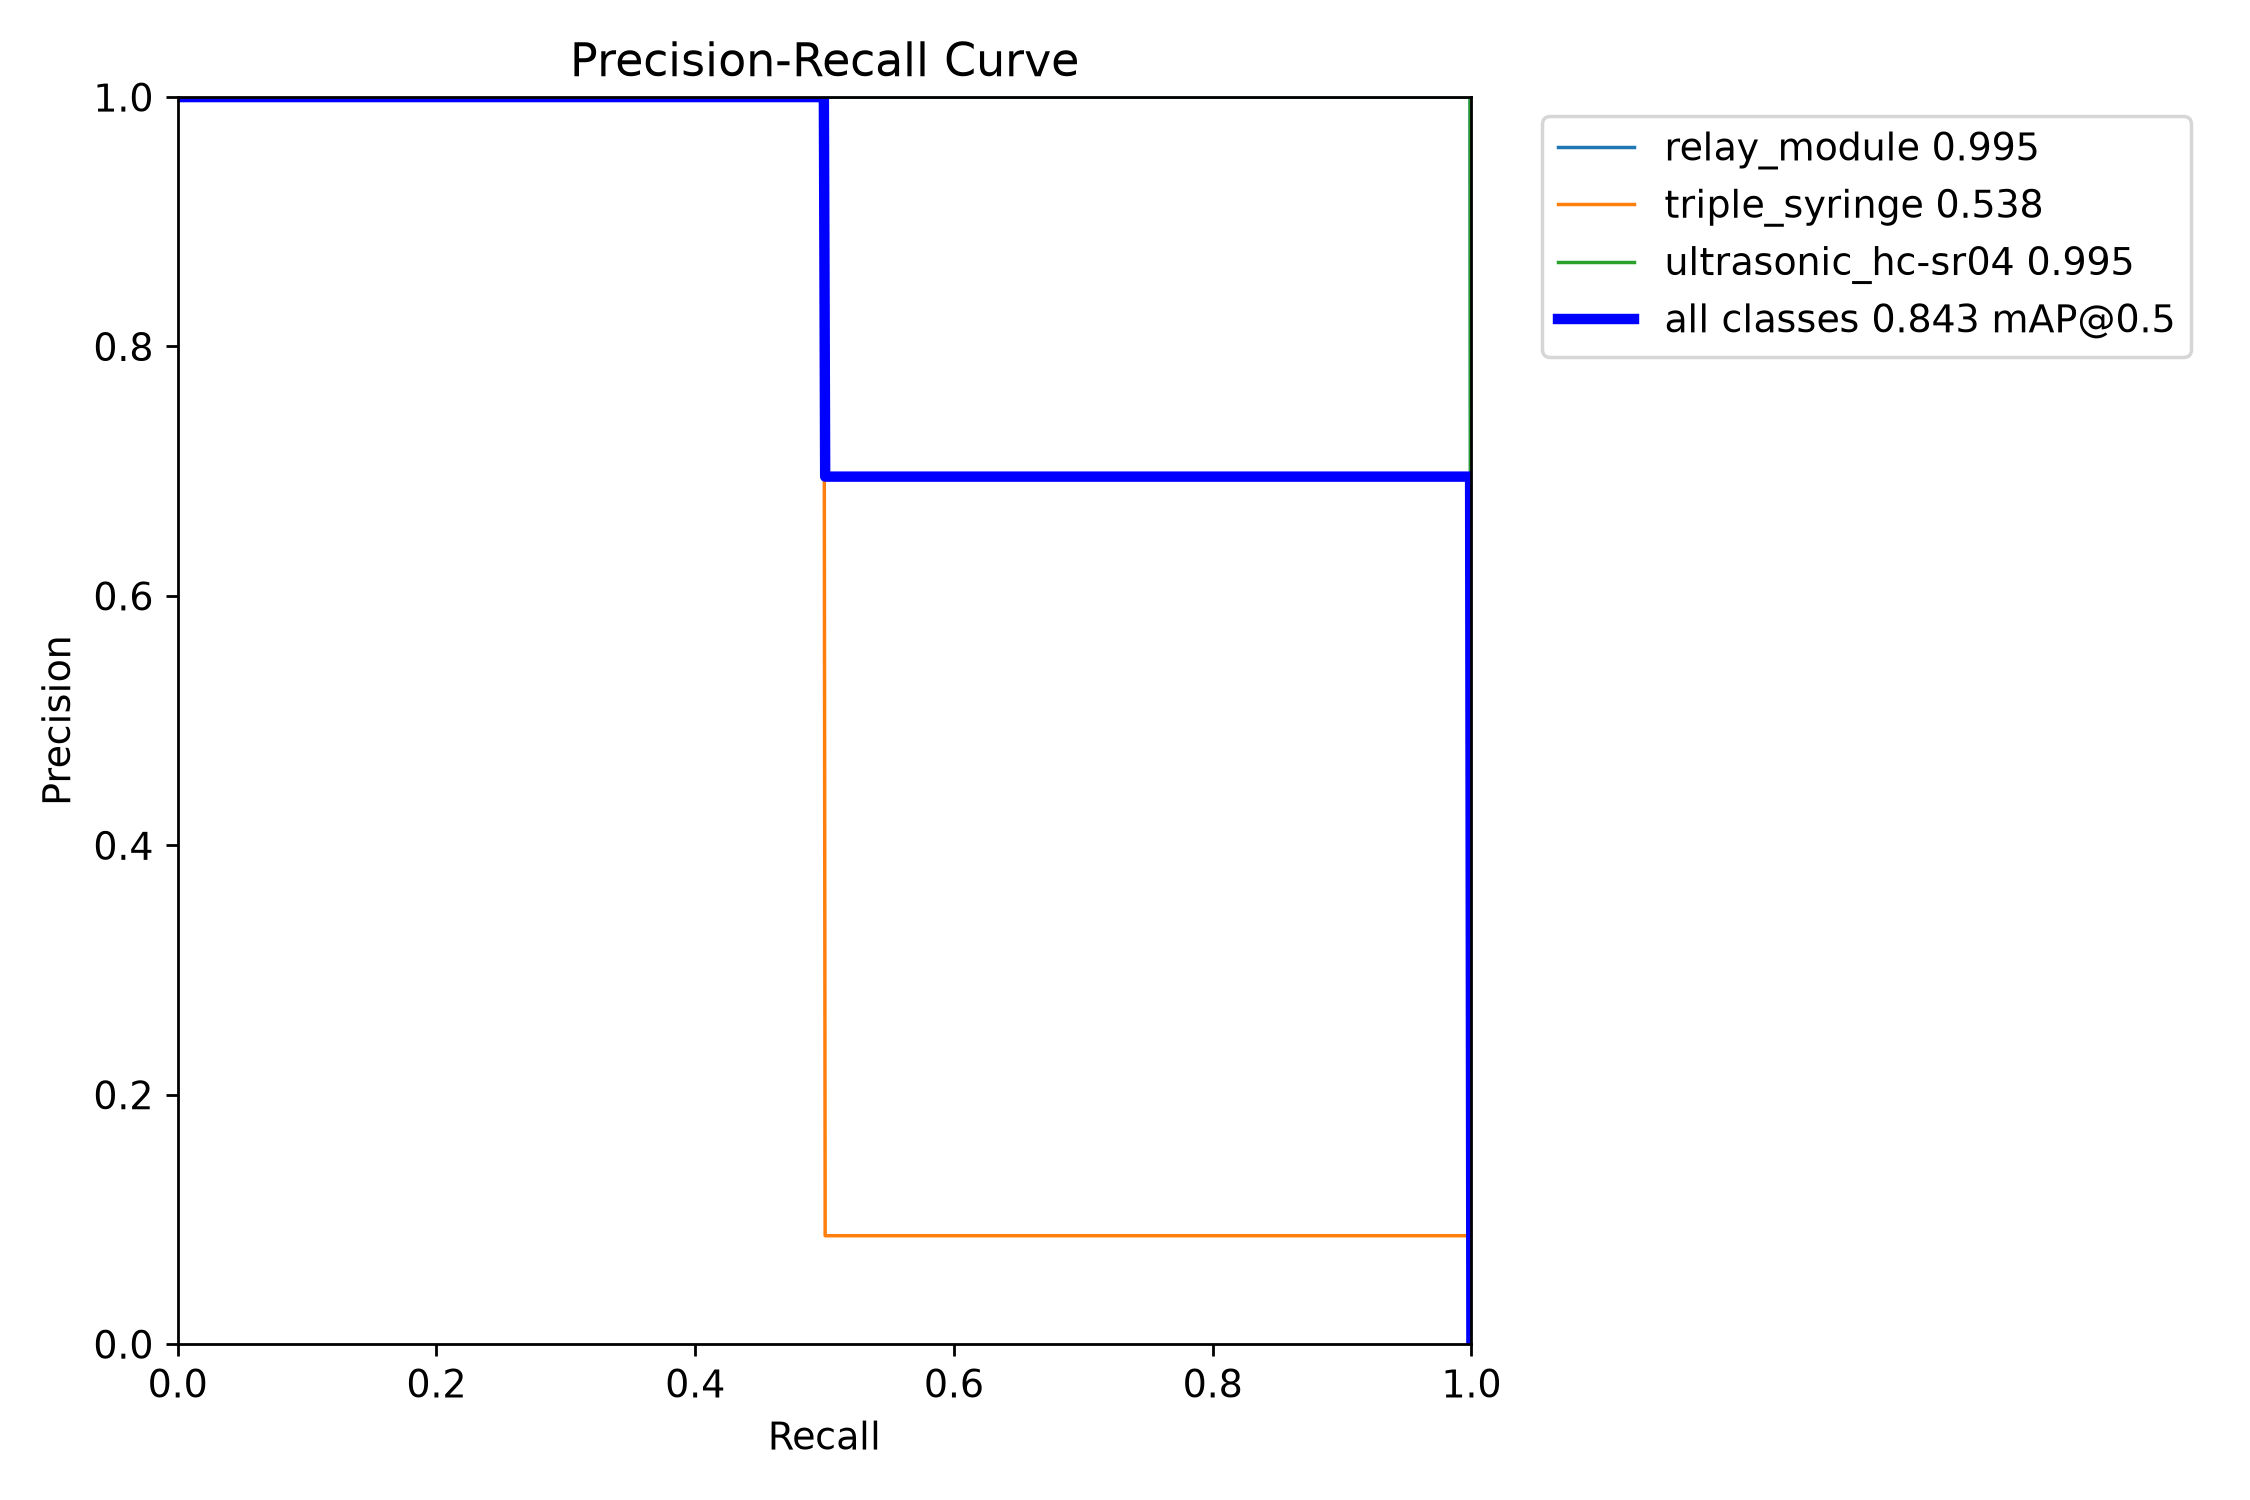 Precision-Recall Curve
1.0
0.8
0.6
0.4
0.2
0.0
Precision
0.0 0.2 0.4 0.6 0.8 1.0
Recall
relay_module 0.995
triple_syringe 0.538
ultrasonic_hc-sr04 0.995
all classes 0.843 mAP@0.5